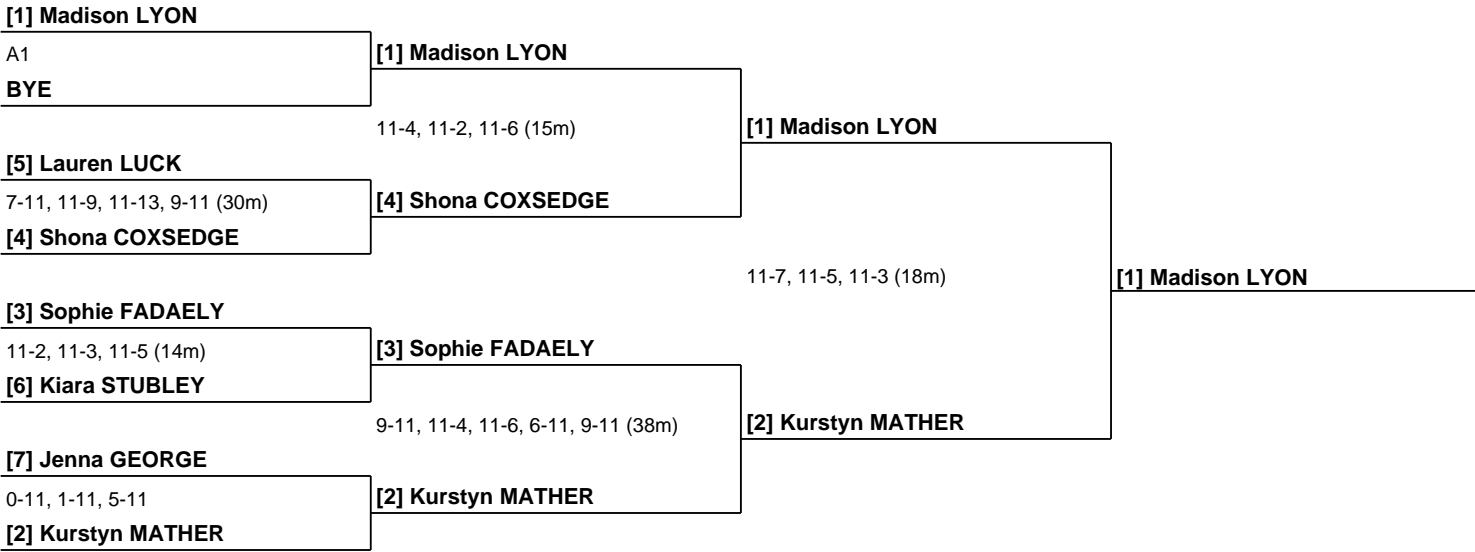 [1] Madison LYON
A1
BYE
[1] Madison LYON
11-4, 11-2, 11-6 (15m)
[1] Madison LYON
[5] Lauren LUCK
7-11, 11-9, 11-13, 9-11 (30m)
[4] Shona COXSEDGE
[4] Shona COXSEDGE
11-7, 11-5, 11-3 (18m)
[1] Madison LYON
[3] Sophie FADAELY
11-2, 11-3, 11-5 (14m)
[6] Kiara STUBLEY
[3] Sophie FADAELY
9-11, 11-4, 11-6, 6-11, 9-11 (38m)
[2] Kurstyn MATHER
[7] Jenna GEORGE
0-11, 1-11, 5-11
[2] Kurstyn MATHER
[2] Kurstyn MATHER